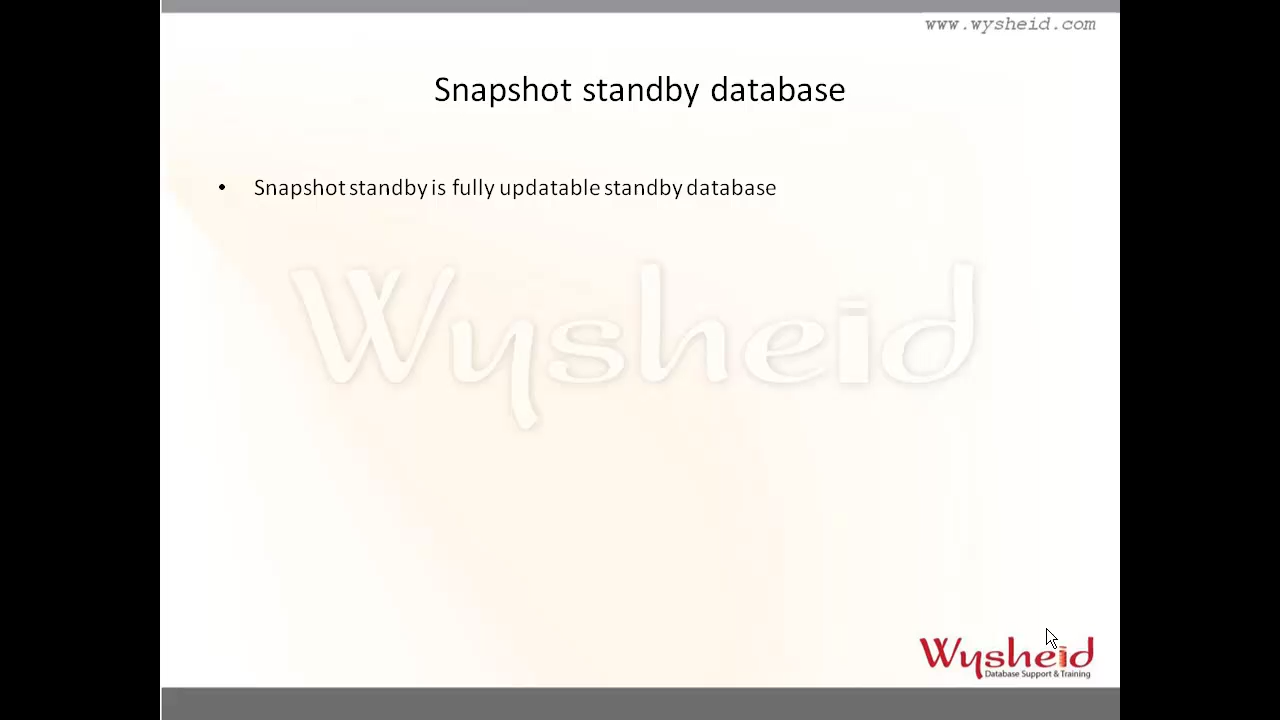 www.wysheid.com
Snapshot standby database
• Snapshot standby is fully updatable standby database
Wysheid
Wysheid
Database Support & Training